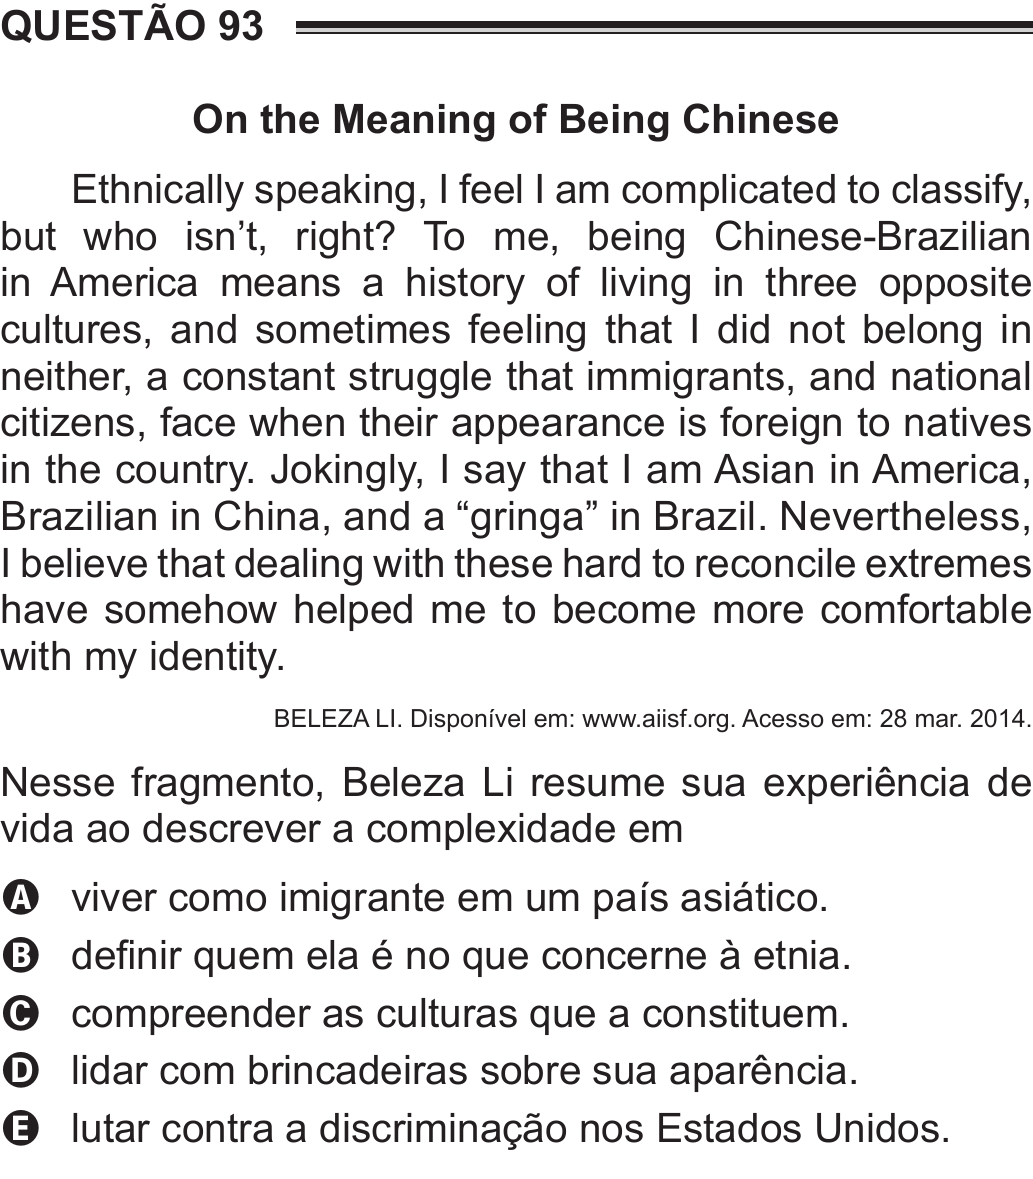 QUESTÃO 93
On the Meaning of Being Chinese
Ethnically speaking, I feel I am complicated to classify,
but who isn’t, right? To me, being Chinese-Brazilian
in America means a history of living in three opposite
cultures, and sometimes feeling that I did not belong in
neither, a constant struggle that immigrants, and national
citizens, face when their appearance is foreign to natives
in the country. Jokingly, I say that I am Asian in America,
Brazilian in China, and a “gringa” in Brazil. Nevertheless,
I believe that dealing with these hard to reconcile extremes
have somehow helped me to become more comfortable
with my identity.
BELEZA LI. Disponível em: www.aiisf.org. Acesso em: 28 mar. 2014.
Nesse fragmento, Beleza Li resume sua experiência de
vida ao descrever a complexidade em
A viver como imigrante em um país asiático.
B definir quem ela é no que concerne à etnia.
C compreender as culturas que a constituem.
D lidar com brincadeiras sobre sua aparência.
E lutar contra a discriminação nos Estados Unidos.